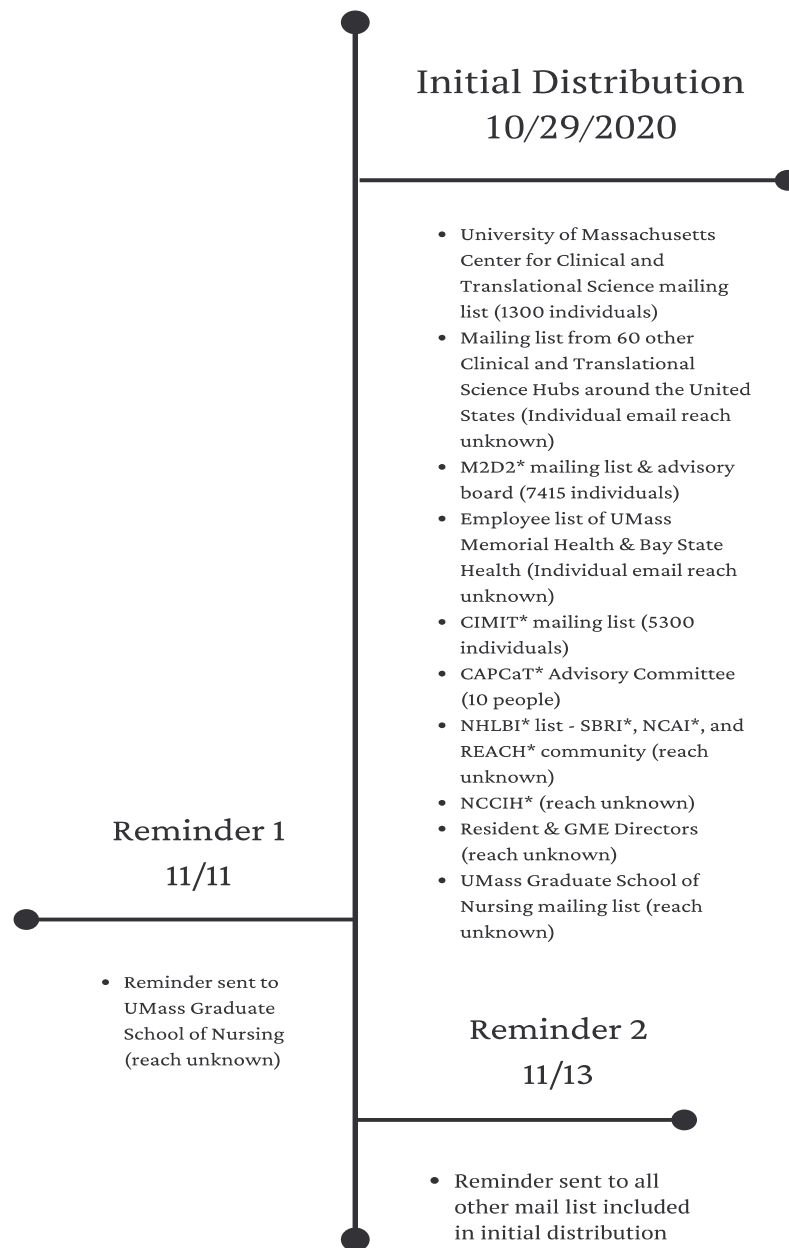 Initial Distribution
10/29/2020
• University of Massachusetts
Center for Clinical and
Translational Science mailing
list (1300 individuals)
• Mailing list from 60 other
Clinical and Translational
Science Hubs around the United
States (Individual email reach
unknown)
• M2D2* mailing list & advisory
board (7415 individuals)
• Employee list of UMass
Memorial Health & Bay State
Health (Individual email reach
unknown)
• CIMIT* mailing list (5300
individuals)
• CAPCaT* Advisory Committee
(10 people)
• NHLBI* list - SBRI*, NCAI*, and
REACH* community (reach
unknown)
• NCCIH* (reach unknown)
• Resident & GME Directors
(reach unknown)
• UMass Graduate School of
Nursing mailing list (reach
unknown)
Reminder 1
11/11
• Reminder sent to
UMass Graduate
School of Nursing
(reach unknown)
Reminder 2
11/13
• Reminder sent to all
other mail list included
in initial distribution